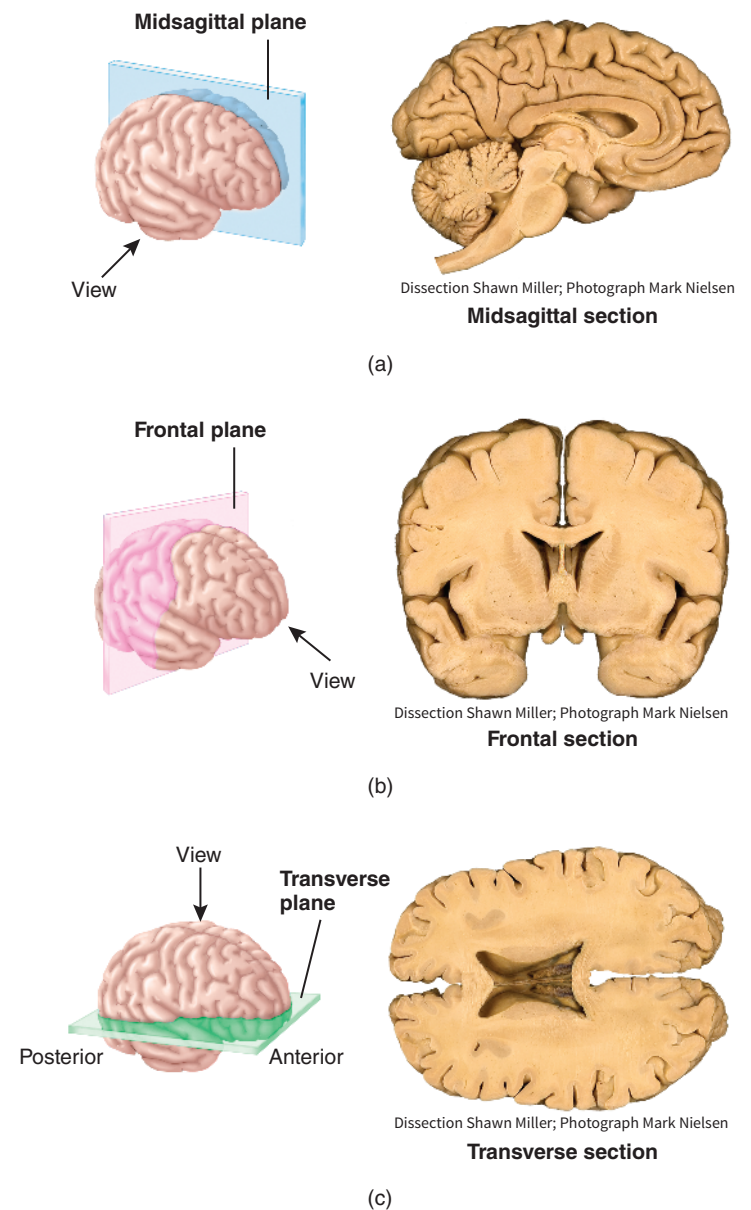 Midsagittal plane
View
Dissection Shawn Miller; Photograph Mark Nielsen
Midsagittal section
(a)
Frontal plane
View
Dissection Shawn Miller; Photograph Mark Nielsen
Frontal section
(b)
View
Transverse
plane
Posterior
Anterior
Dissection Shawn Miller; Photograph Mark Nielsen
Transverse section
(c)